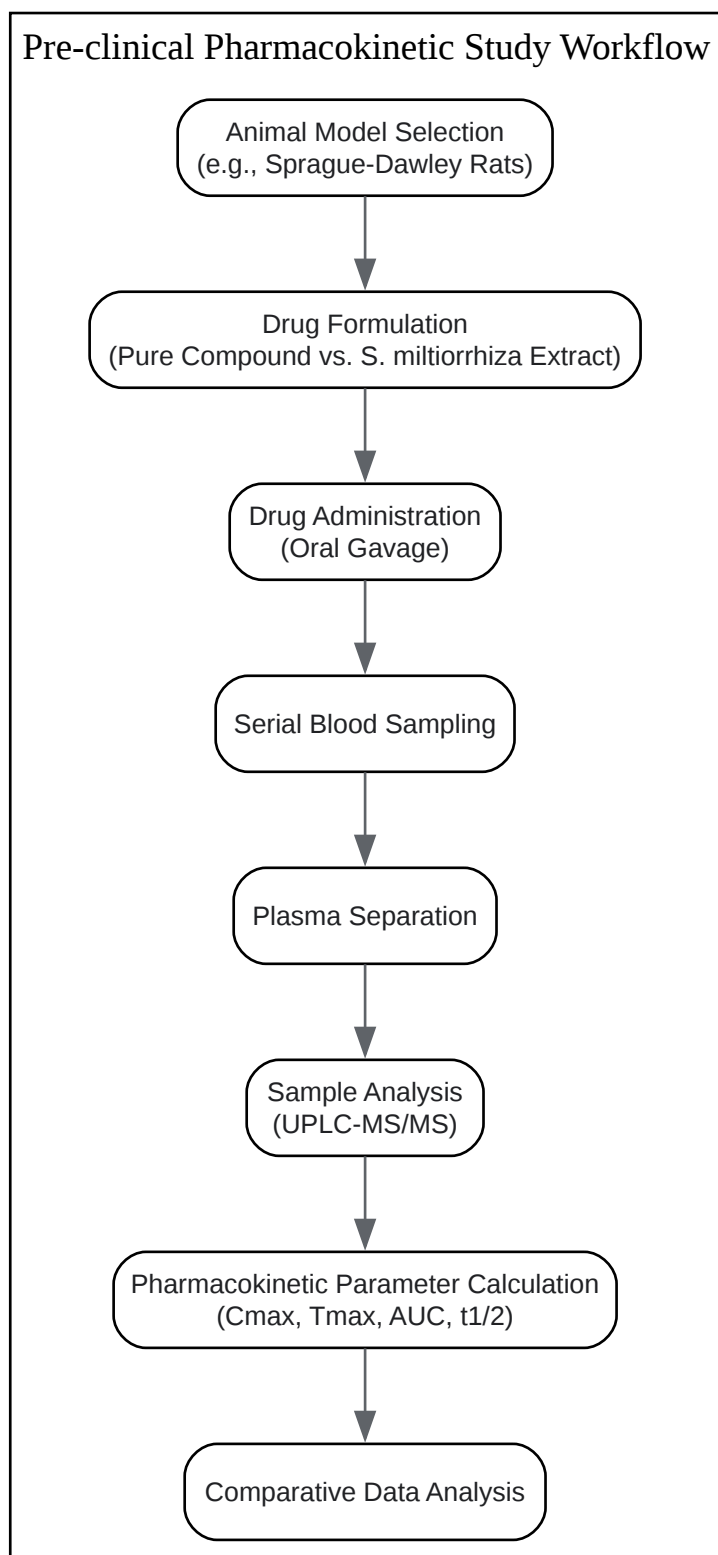 Pre-clinical Pharmacokinetic Study Workflow
Animal Model Selection
(e.g., Sprague-Dawley Rats)
Drug Formulation
(Pure Compound vs. S. miltiorrhiza Extract)
Drug Administration
(Oral Gavage)
Serial Blood Sampling
Plasma Separation
Sample Analysis
(UPLC-MS/MS)
Pharmacokinetic Parameter Calculation
(Cmax, Tmax, AUC, t1/2)
Comparative Data Analysis